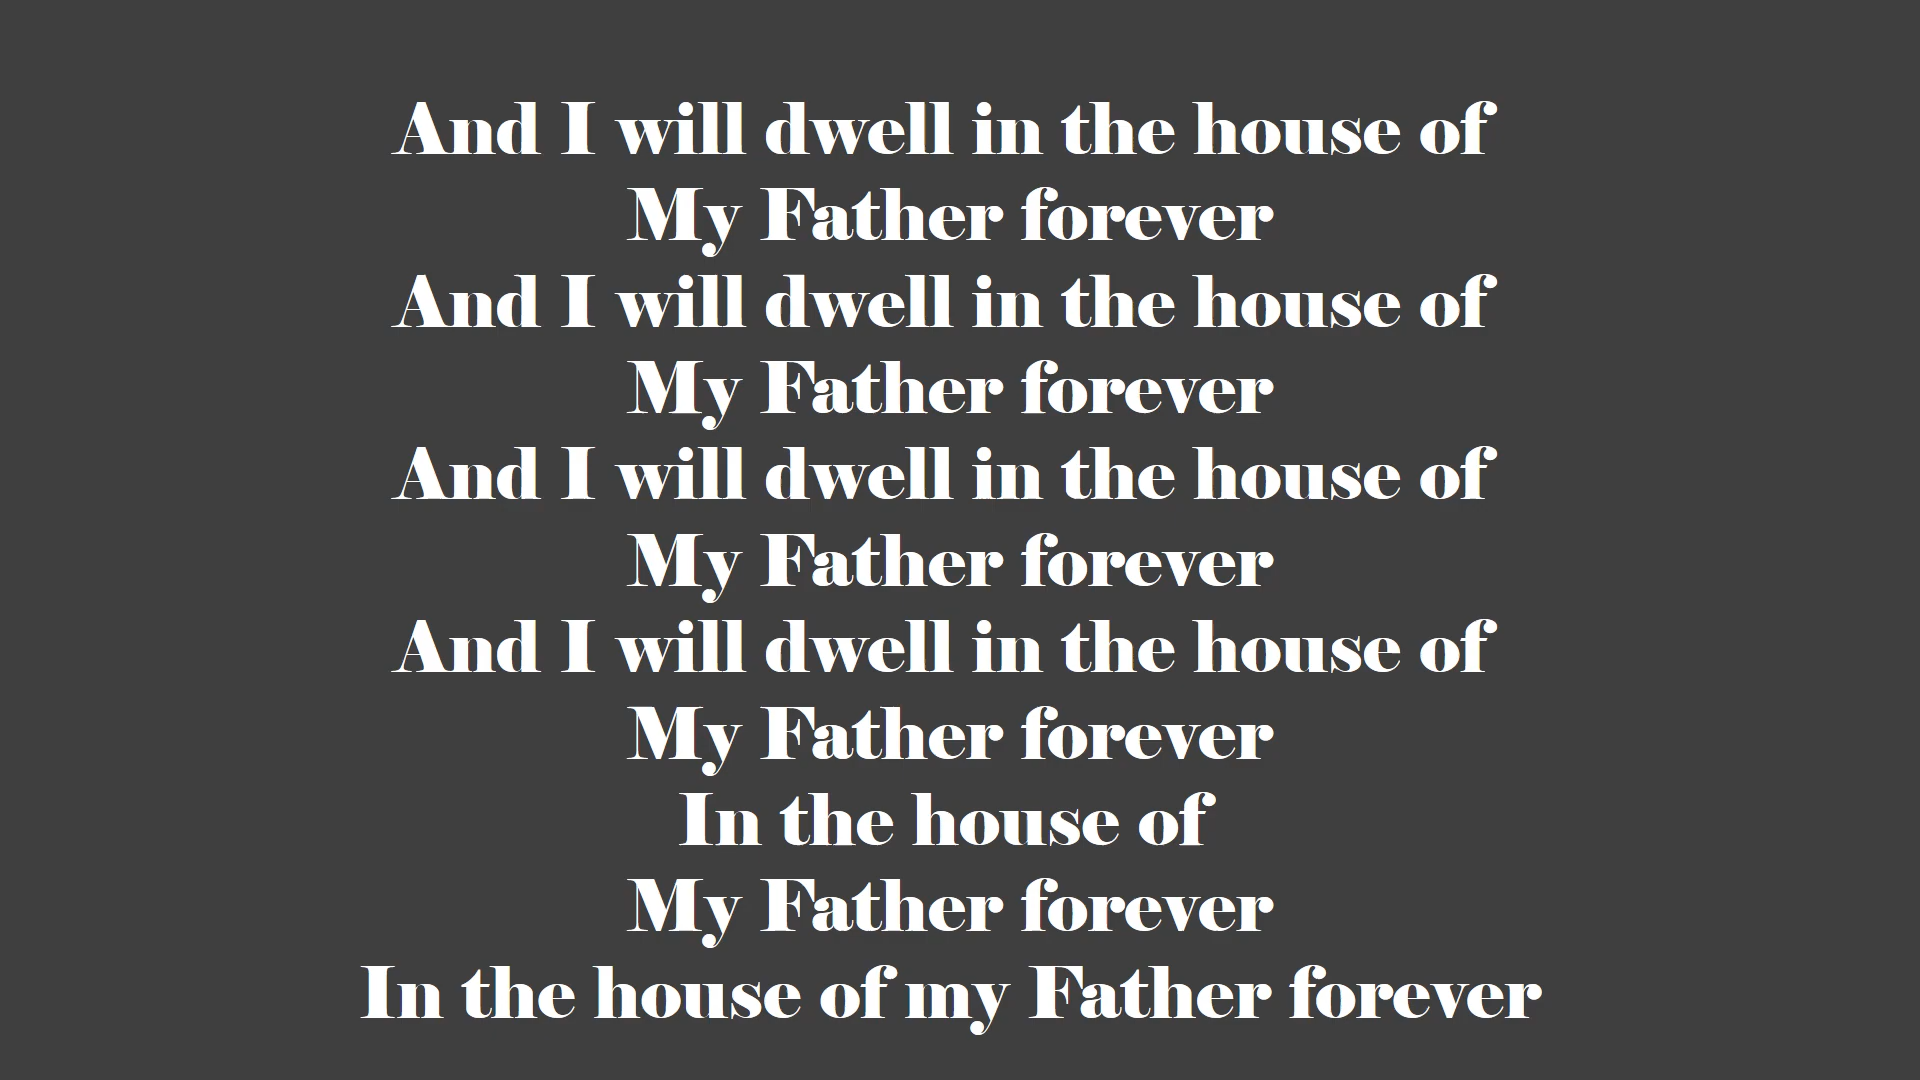 And I will dwell in the house of
My Father forever
And I will dwell in the house of
My Father forever
And I will dwell in the house of
My Father forever
And I will dwell in the house of
My Father forever
In the house of
My Father forever
In the house of my Father forever